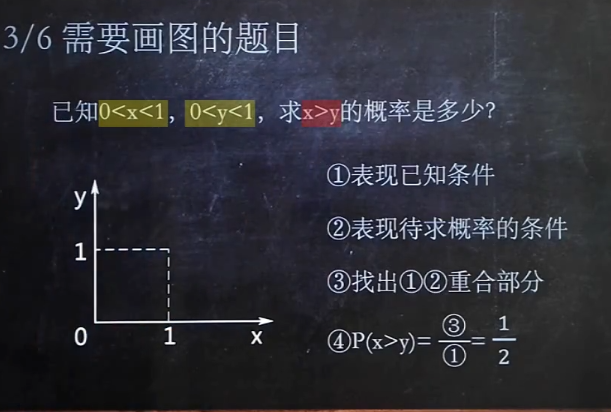 3/6 需要画图的题目
已知0<x<1，0<y<1，求x>y的概率是多少？
①表现已知条件
②表现待求概率的条件
③找出①②重合部分
④P(x>y)=③/①=1/2
y
1
0
1
x